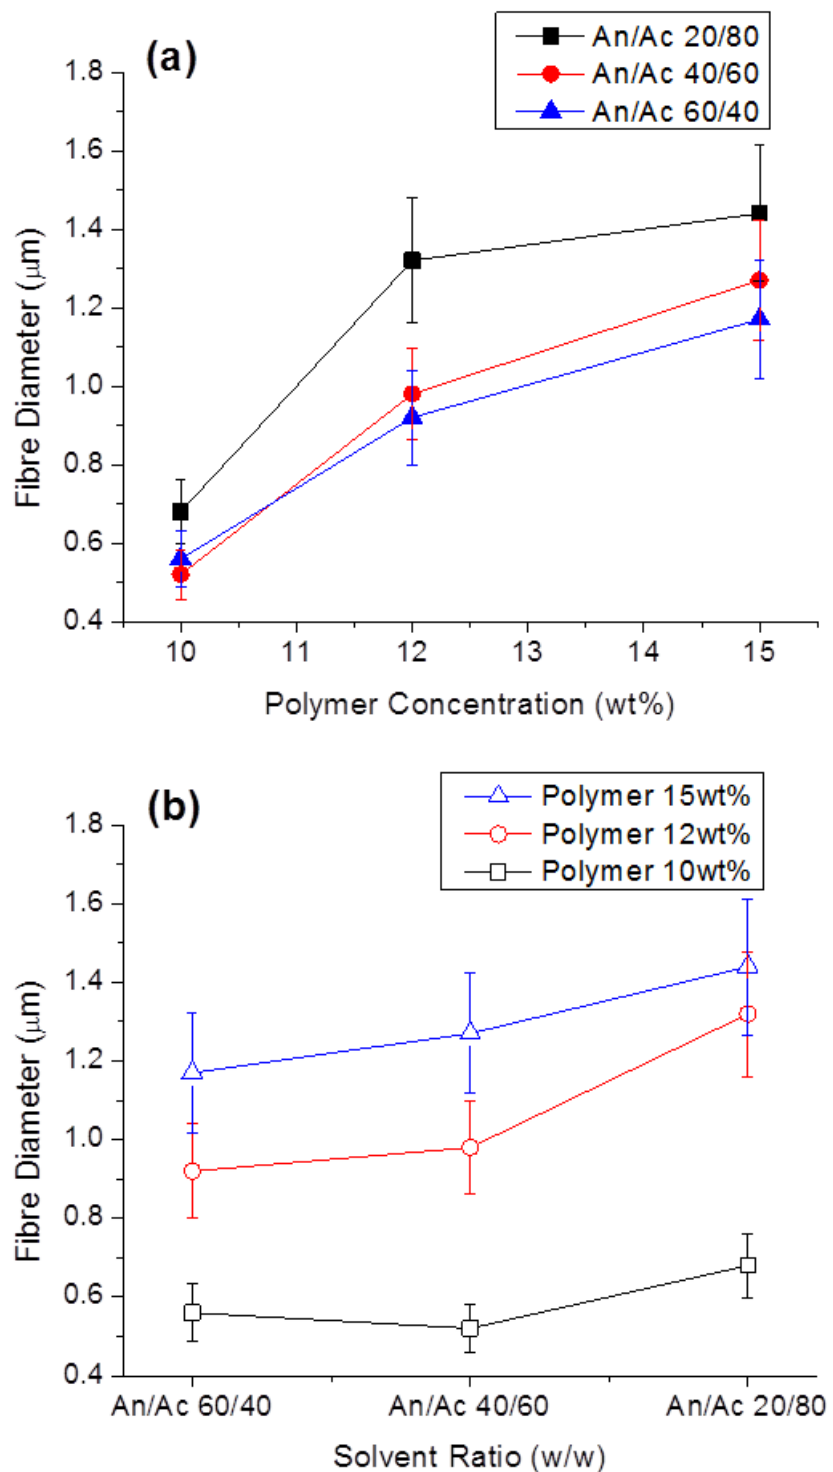 An/Ac 20/80
(a)
An/Ac 40/60
An/Ac 60/40
1.8
1.6
1.4
1.2
1.0
0.8
0.6
0.4
Fibre Diameter (μm)
10 11 12 13 14 15
Polymer Concentration (wt%)
(b)
Polymer 15wt%
Polymer 12wt%
Polymer 10wt%
1.8
1.6
1.4
1.2
1.0
0.8
0.6
0.4
Fibre Diameter (μm)
An/Ac 60/40 An/Ac 40/60 An/Ac 20/80
Solvent Ratio (w/w)